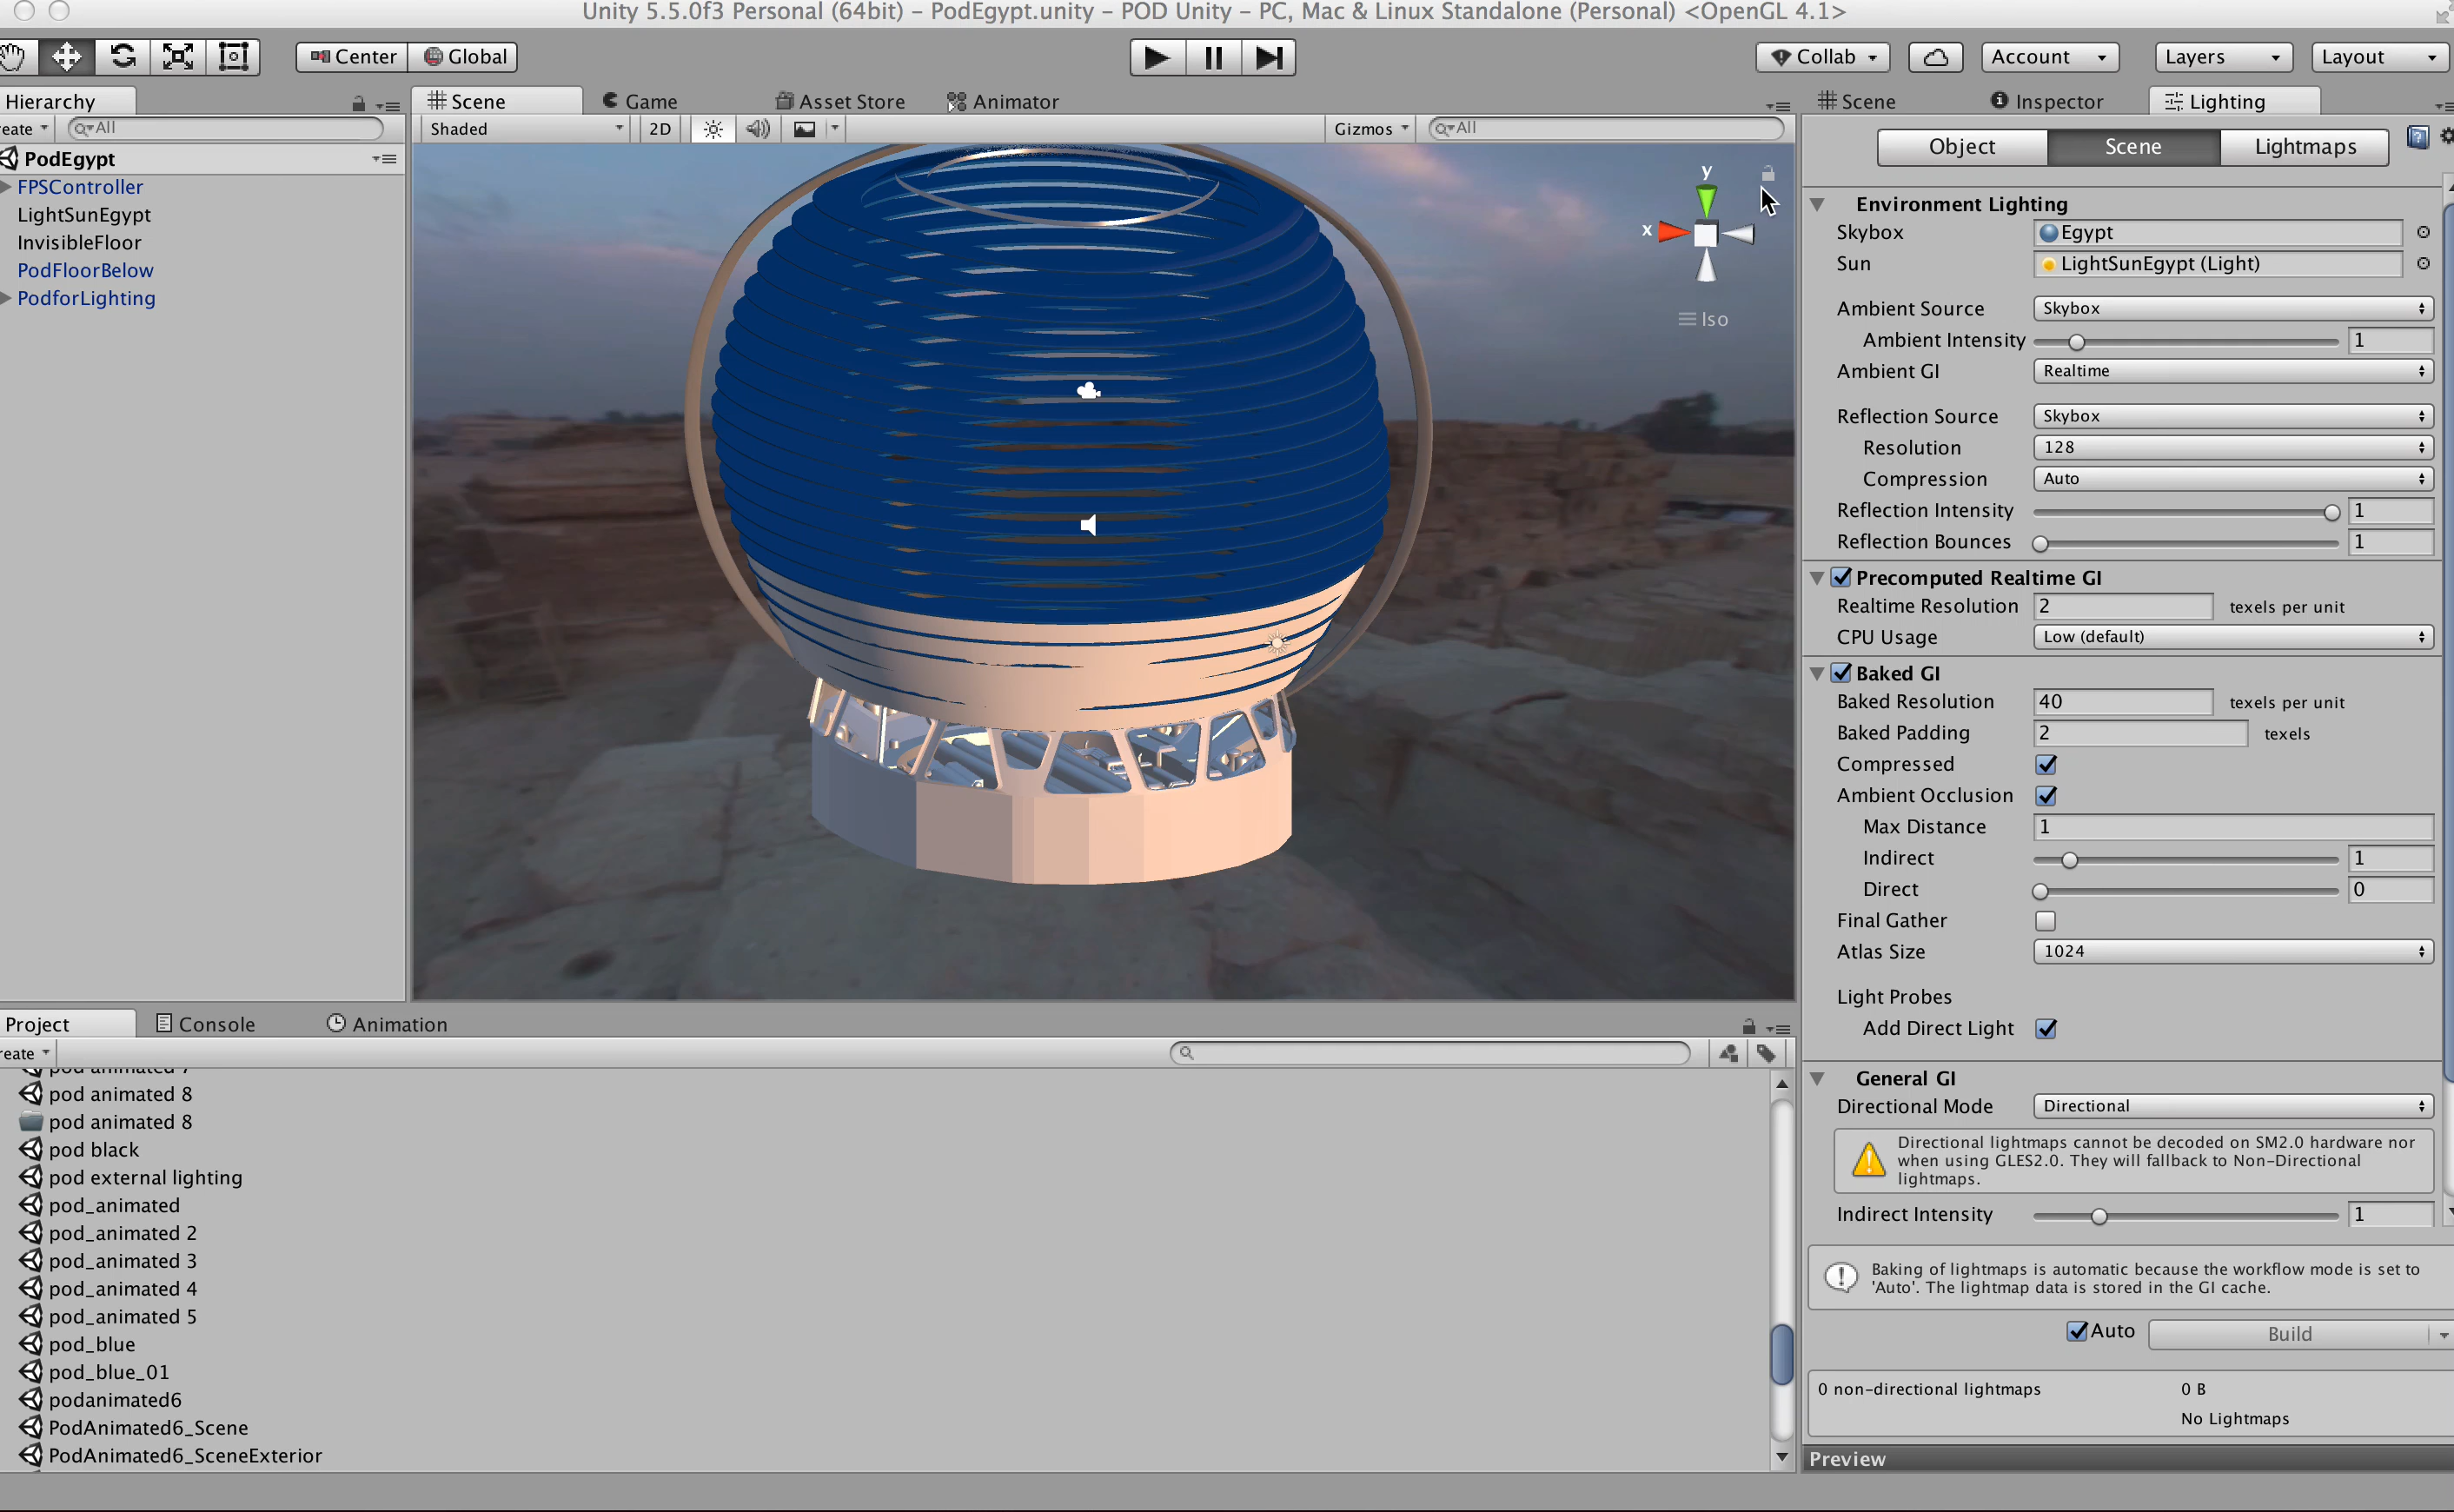 Unity 5.5.0f3 Personal (64bit) – PodEgypt.unity – POD Unity – PC, Mac & Linux Standalone (Personal) <OpenGL 4.1>
Center Global Collab Account Layers Layout
Hierarchy
eate All
PodEgypt
FPSController
LightSunEgypt
InvisibleFloor
PodFloorBelow
PodforLighting
Scene Game Asset Store Animator
Shaded 2D Gizmos All
y
x
Iso
Scene Inspector Lighting
Object Scene Lightmaps
Environment Lighting
Skybox Egypt
Sun LightSunEgypt (Light)
Ambient Source Skybox
Ambient Intensity 1
Ambient GI Realtime
Reflection Source Skybox
Resolution 128
Compression Auto
Reflection Intensity 1
Reflection Bounces 1
Precomputed Realtime GI
Realtime Resolution 2 texels per unit
CPU Usage Low (default)
Baked GI
Baked Resolution 40 texels per unit
Baked Padding 2 texels
Compressed
Ambient Occlusion
Max Distance 1
Indirect 1
Direct 0
Final Gather
Atlas Size 1024
Light Probes
Add Direct Light
General GI
Directional Mode Directional
Directional lightmaps cannot be decoded on SM2.0 hardware nor
when using GLES2.0. They will fallback to Non-Directional
lightmaps.
Indirect Intensity 1
Baking of lightmaps is automatic because the workflow mode is set to
'Auto'. The lightmap data is stored in the GI cache.
Auto Build
0 non-directional lightmaps 0 B
No Lightmaps
Preview
Project Console Animation
eate
pod animated 7
pod animated 8
pod animated 8
pod black
pod external lighting
pod_animated
pod_animated 2
pod_animated 3
pod_animated 4
pod_animated 5
pod_blue
pod_blue_01
podanimated6
PodAnimated6_Scene
PodAnimated6_SceneExterior